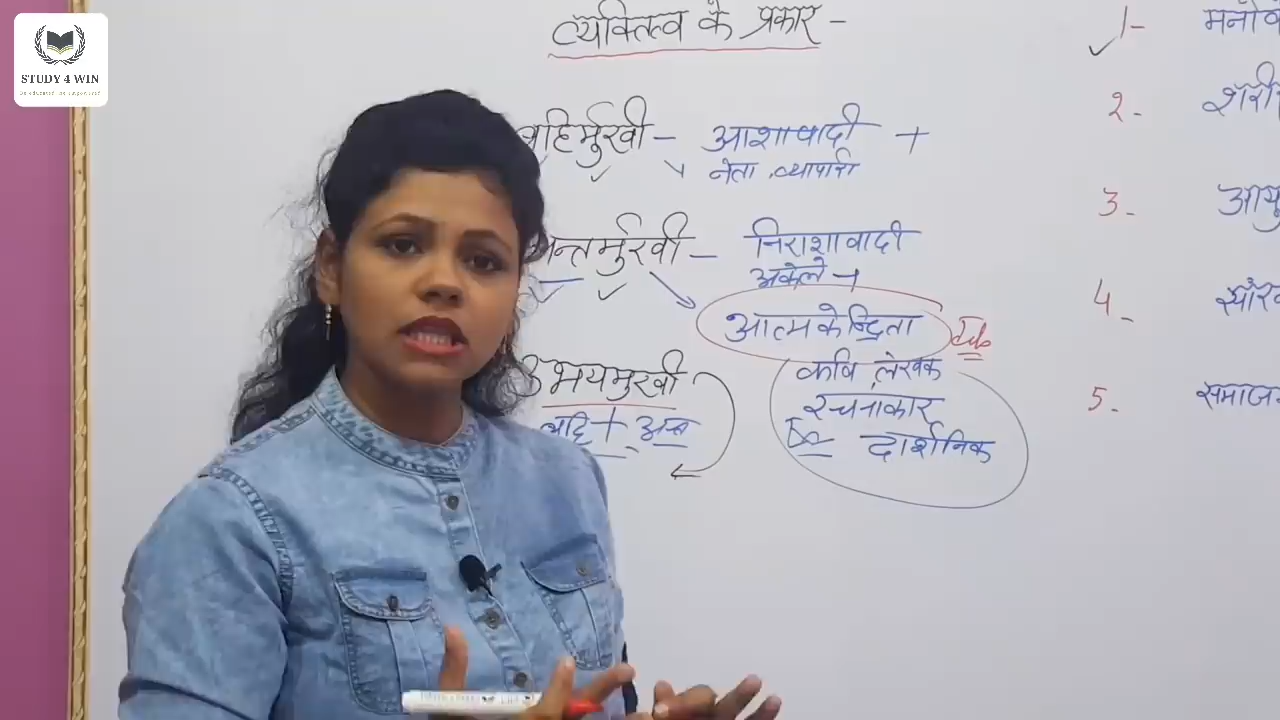 STUDY 4 WIN
व्यक्तित्व के प्रकार -
बहिर्मुखी - आशावादी +
नेता, व्यापारी
अन्तर्मुखी - निराशावादी
अकेले →
आत्मकेन्द्रिता
उभयमुखी
बहि + अन्त
कवि, लेखक
रचनाकार
दार्शनिक
1-
2-
3-
4-
5- समाज